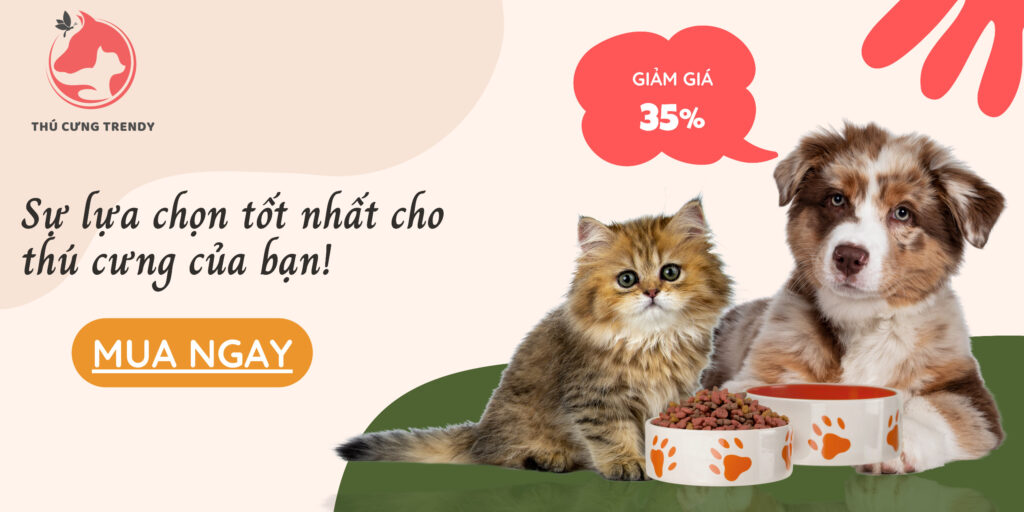 THÚ CƯNG TRENDY
GIẢM GIÁ
35%
Sự lựa chọn tốt nhất cho
thú cưng của bạn!
MUA NGAY